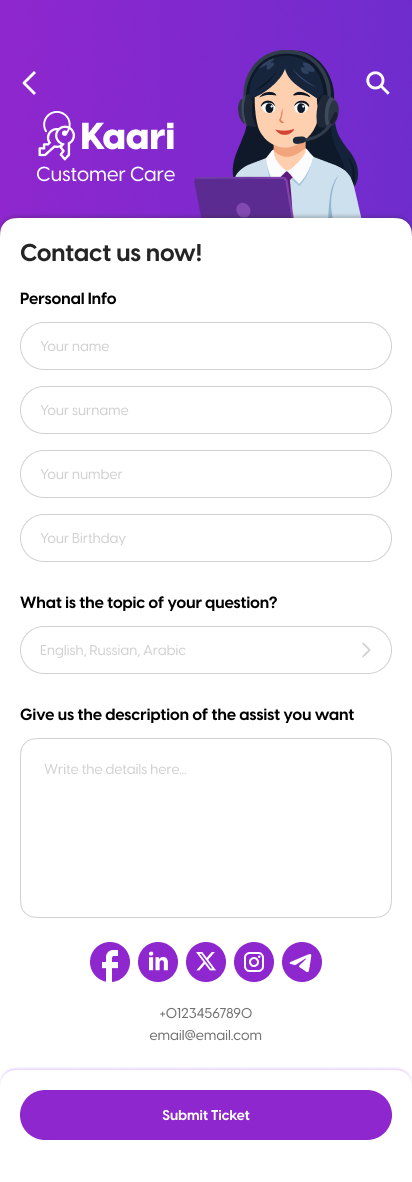 Kaari
Customer Care
Contact us now!
Personal Info
Your name
Your surname
Your number
Your Birthday
What is the topic of your question?
English, Russian, Arabic
Give us the description of the assist you want
Write the details here...
+01234567890
email@email.com
Submit Ticket